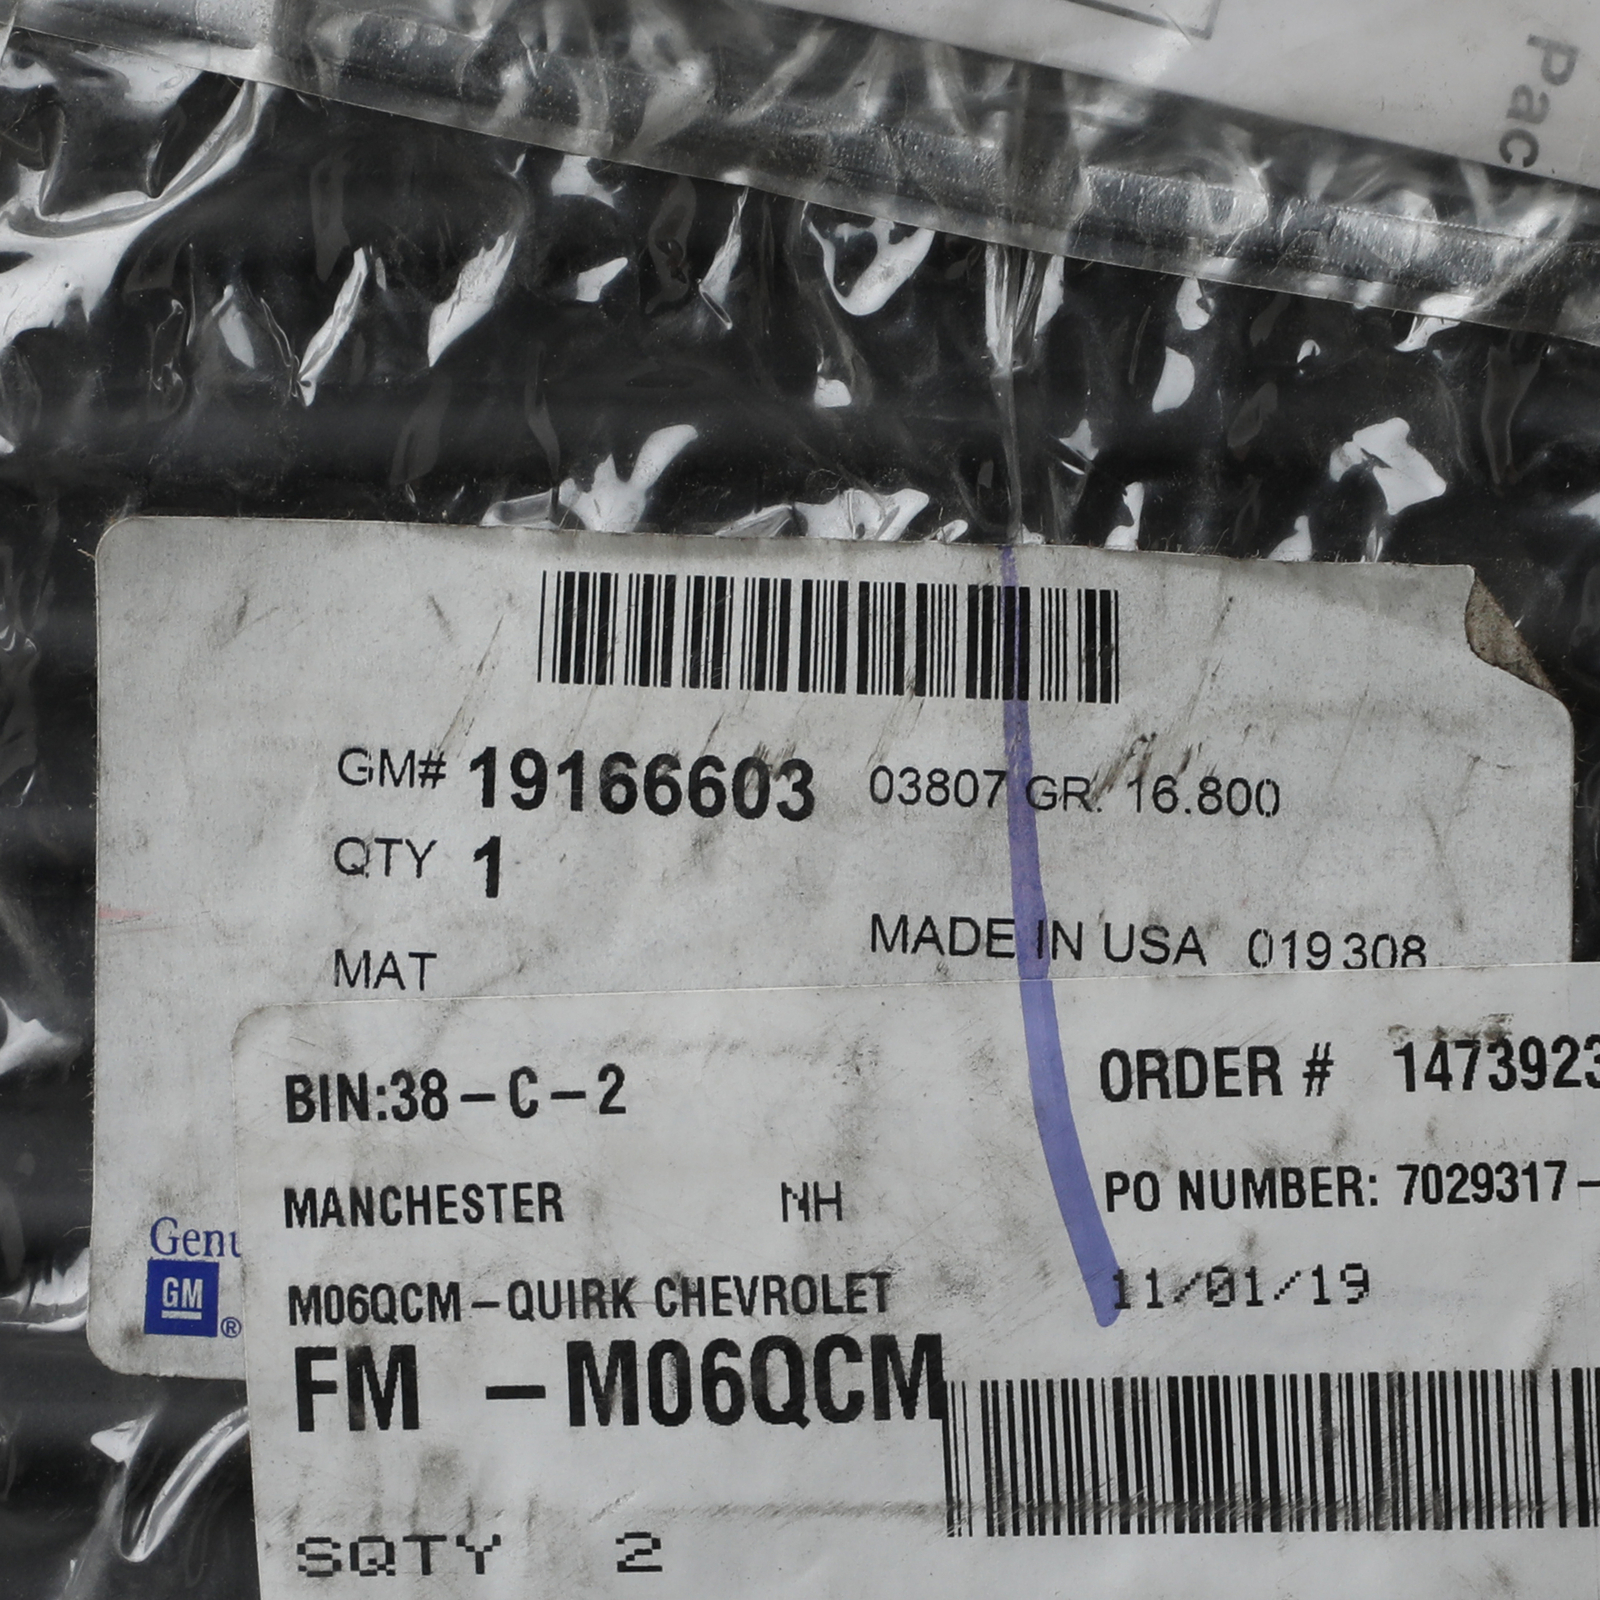 Pac
GM# 19166603 03807 GR. 16.800
QTY 1
MADE IN USA 019308
MAT
BIN:38-C-2 ORDER # 1473923
MANCHESTER NH PO NUMBER: 7029317-
M06QCM-QUIRK CHEVROLET 11/01/19
FM -M06QCM
SQTY 2
Genu
GM ®